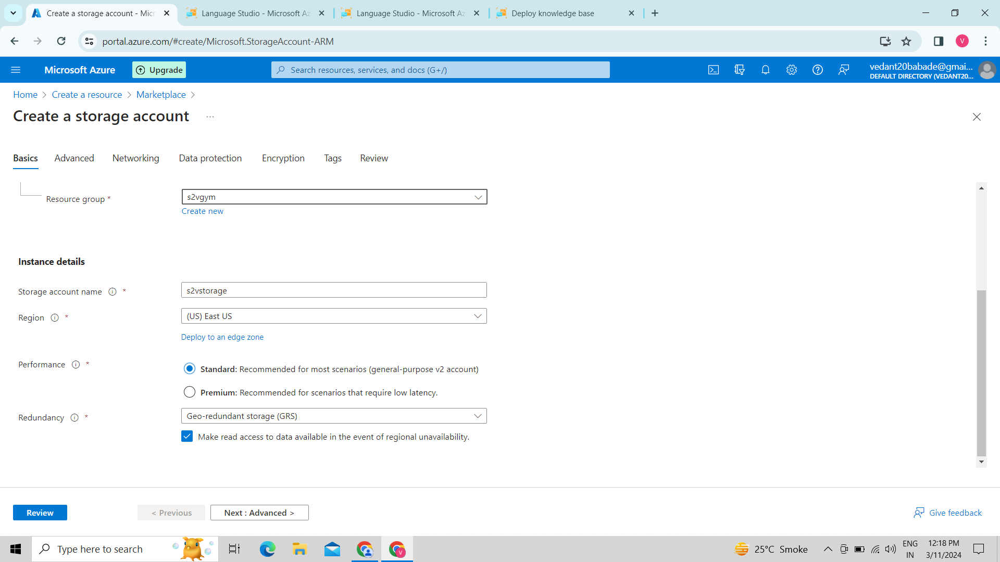 Create a storage account - Micr
Language Studio - Microsoft Az
Language Studio - Microsoft Az
Deploy knowledge base
portal.azure.com/#create/Microsoft.StorageAccount-ARM
V
Microsoft Azure
Upgrade
Search resources, services, and docs (G+/)
vedant20babade@gmai...
DEFAULT DIRECTORY (VEDANT20...
Home > Create a resource > Marketplace >
Create a storage account ...
Basics Advanced Networking Data protection Encryption Tags Review
Resource group *
s2vgym
Create new
Instance details
Storage account name *
s2vstorage
Region *
(US) East US
Deploy to an edge zone
Performance *
Standard: Recommended for most scenarios (general-purpose v2 account)
Premium: Recommended for scenarios that require low latency.
Redundancy *
Geo-redundant storage (GRS)
Make read access to data available in the event of regional unavailability.
Review
< Previous
Next : Advanced >
Give feedback
Type here to search
V
25°C Smoke
ENG
IN
12:18 PM
3/11/2024